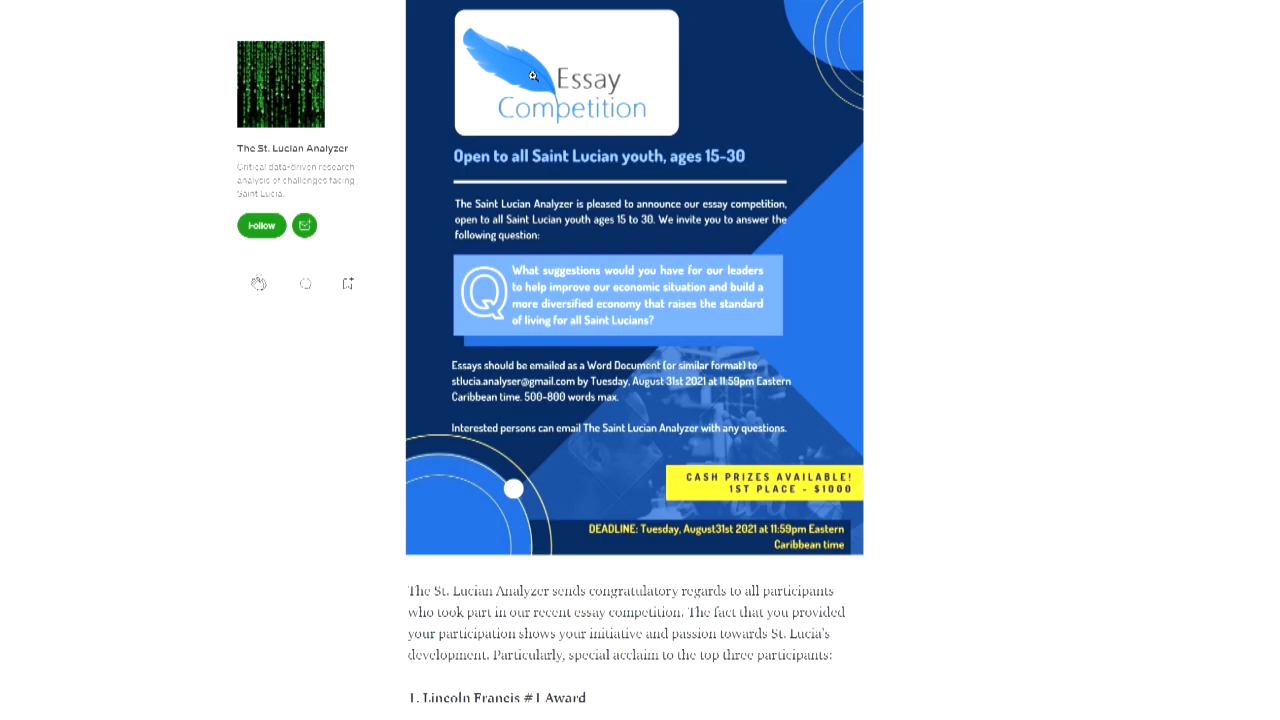 Essay
Competition
Open to all Saint Lucian youth, ages 15-30
The Saint Lucian Analyzer is pleased to announce our essay competition,
open to all Saint Lucian youth ages 15 to 30. We invite you to answer the
following question:
Q
What suggestions would you have for our leaders
to help improve our economic situation and build a
more diversified economy that raises the standard
of living for all Saint Lucians?
Essays should be emailed as a Word Document (or similar format) to
stlucia.analyser@gmail.com by Tuesday, August 31st 2021 at 11:59pm Eastern
Caribbean time. 500-800 words max.
Interested persons can email The Saint Lucian Analyzer with any questions.
CASH PRIZES AVAILABLE!
1ST PLACE - $1000
DEADLINE: Tuesday, August31st 2021 at 11:59pm Eastern
Caribbean time
The St. Lucian Analyzer
Critical data-driven research
analysis of challenges facing
Saint Lucia.
Follow
The St. Lucian Analyzer sends congratulatory regards to all participants
who took part in our recent essay competition. The fact that you provided
your participation shows your initiative and passion towards St. Lucia's
development. Particularly, special acclaim to the top three participants:
1. Lincoln Francis #1 Award